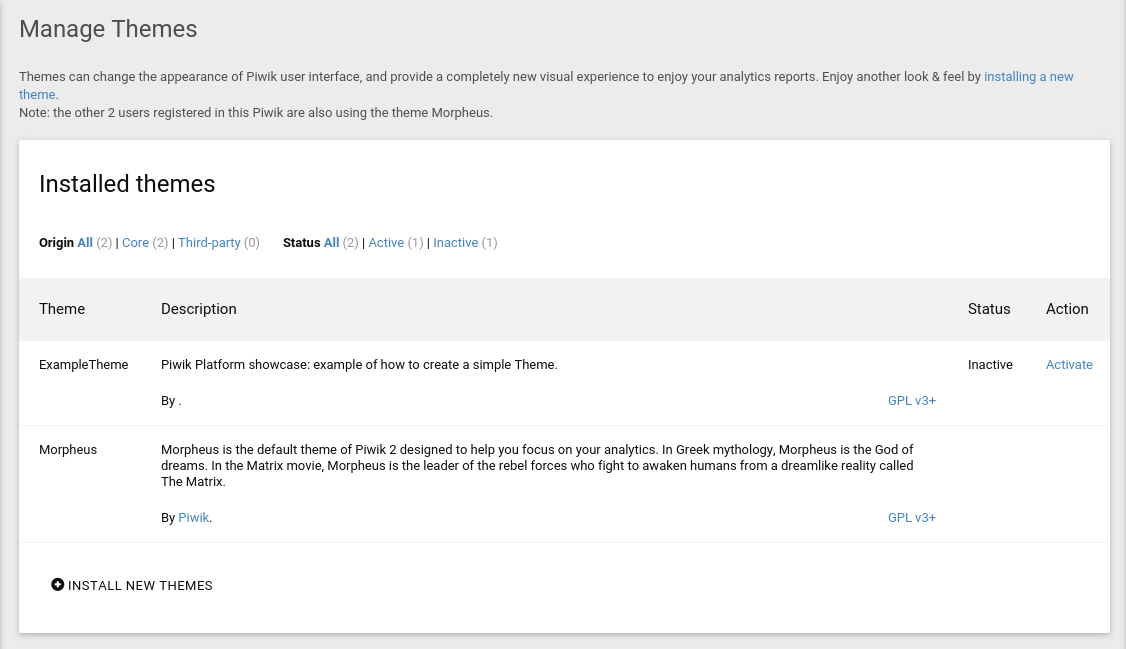 Manage Themes
Themes can change the appearance of Piwik user interface, and provide a completely new visual experience to enjoy your analytics reports. Enjoy another look & feel by installing a new
theme.
Note: the other 2 users registered in this Piwik are also using the theme Morpheus.
Installed themes
Origin All (2) | Core (2) | Third-party (0) Status All (2) | Active (1) | Inactive (1)
Theme Description Status Action
ExampleTheme Piwik Platform showcase: example of how to create a simple Theme. Inactive Activate
By . GPL v3+
Morpheus Morpheus is the default theme of Piwik 2 designed to help you focus on your analytics. In Greek mythology, Morpheus is the God of
dreams. In the Matrix movie, Morpheus is the leader of the rebel forces who fight to awaken humans from a dreamlike reality called
The Matrix.
By Piwik. GPL v3+
INSTALL NEW THEMES